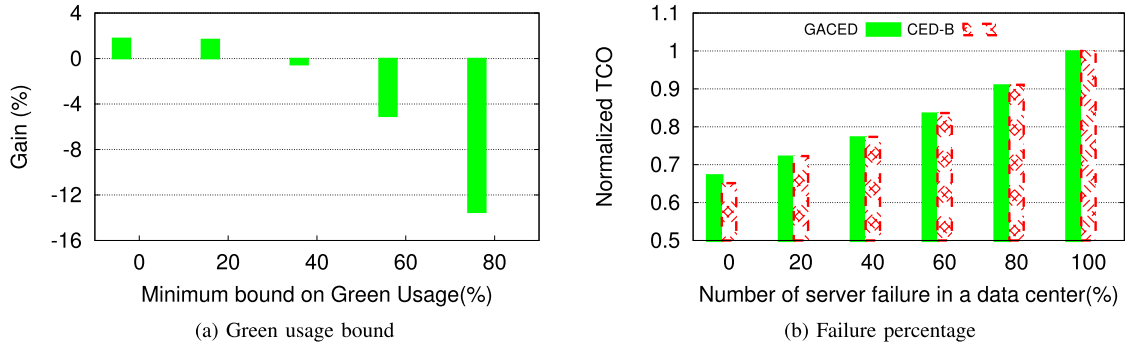 4
0
-4
-8
-12
-16
Gain (%)
0 20 40 60 80
Minimum bound on Green Usage(%)
(a) Green usage bound
1.1
1
0.9
0.8
0.7
0.6
0.5
Normalized TCO
GACED CED-B
0 20 40 60 80 100
Number of server failure in a data center(%)
(b) Failure percentage